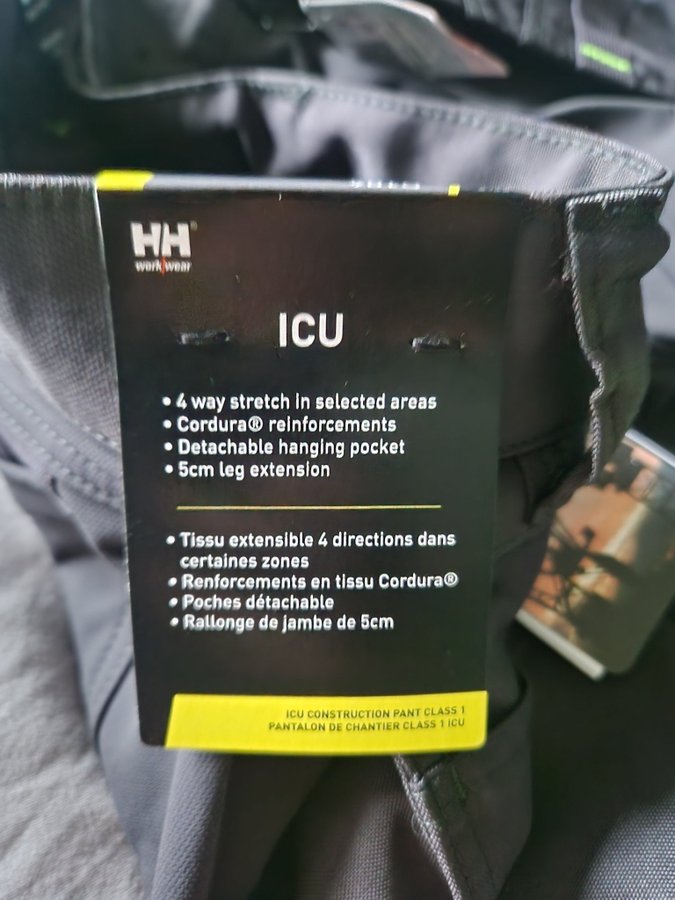 HH®
workwear
ICU
• 4 way stretch in selected areas
• Cordura® reinforcements
• Detachable hanging pocket
• 5cm leg extension
• Tissu extensible 4 directions dans
certaines zones
• Renforcements en tissu Cordura®
• Poches détachable
• Rallonge de jambe de 5cm
ICU CONSTRUCTION PANT CLASS 1
PANTALON DE CHANTIER CLASS 1 ICU